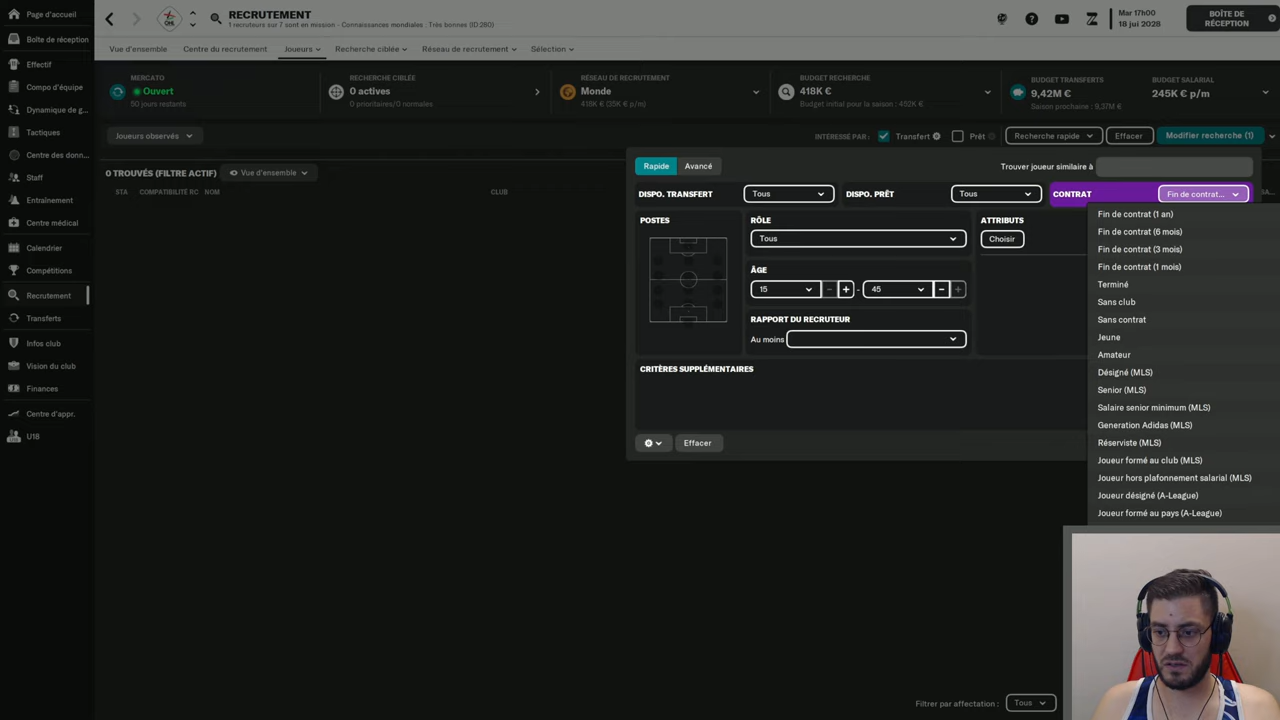 Page d'accueil
Boîte de réception
Effectif
Compo d'équipe
Dynamique de g...
Tactiques
Centre des donn...
Staff
Entraînement
Centre médical
Calendrier
Compétitions
Recrutement
Transferts
Infos club
Vision du club
Finances
Centre d'appr.
U18
RECRUTEMENT
1 recruteurs sur 7 sont en mission · Connaissances mondiales · Très bonnes (ID:280)
Mar 17h00
18 jui 2028
BOÎTE DE RÉCEPTION
Vue d'ensemble
Centre du recrutement
Joueurs
Recherche ciblée
Réseau de recrutement
Sélection
MERCATO
Ouvert
50 jours restants
RECHERCHE CIBLÉE
0 actives
0 prioritaires/0 normales
RÉSEAU DE RECRUTEMENT
Monde
418K € (35K € p/m)
BUDGET RECHERCHE
418K €
Budget initial pour la saison : 492K €
BUDGET TRANSFERTS
9,42M €
Saison prochaine : 9,37M €
BUDGET SALARIAL
245K € p/m
Joueurs observés
INTÉRESSÉ PAR :
Transfert
Prêt
Recherche rapide
Effacer
Modifier recherche (1)
0 TROUVÉS (FILTRE ACTIF)
Vue d'ensemble
STA
COMPATIBILITÉ RC
NOM
CLUB
Rapide
Avancé
Trouver joueur similaire à
DISPO. TRANSFERT
Tous
DISPO. PRÊT
Tous
CONTRAT
Fin de contrat...
POSTES
RÔLE
Tous
ÂGE
15
-
45
RAPPORT DU RECRUTEUR
Au moins
ATTRIBUTS
Choisir
CRITÈRES SUPPLÉMENTAIRES
Effacer
Fin de contrat (1 an)
Fin de contrat (6 mois)
Fin de contrat (3 mois)
Fin de contrat (1 mois)
Terminé
Sans club
Sans contrat
Jeune
Amateur
Désigné (MLS)
Senior (MLS)
Salaire senior minimum (MLS)
Generation Adidas (MLS)
Réserviste (MLS)
Joueur formé au club (MLS)
Joueur hors plafonnement salarial (MLS)
Joueur désigné (A-League)
Joueur formé au pays (A-League)
Filtrer par affectation :
Tous